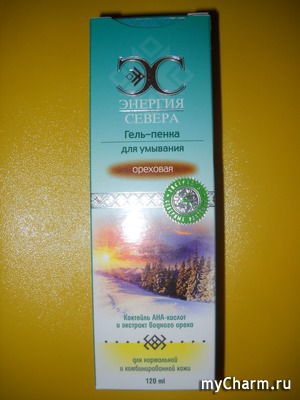 ЭС
ЭНЕРГИЯ
СЕВЕРА
Гель-пенка
для умывания
ореховая
Коктейль АНА-кислот
и экстракт водяного ореха
для нормальной
и комбинированной кожи
120 ml
myCharm.ru